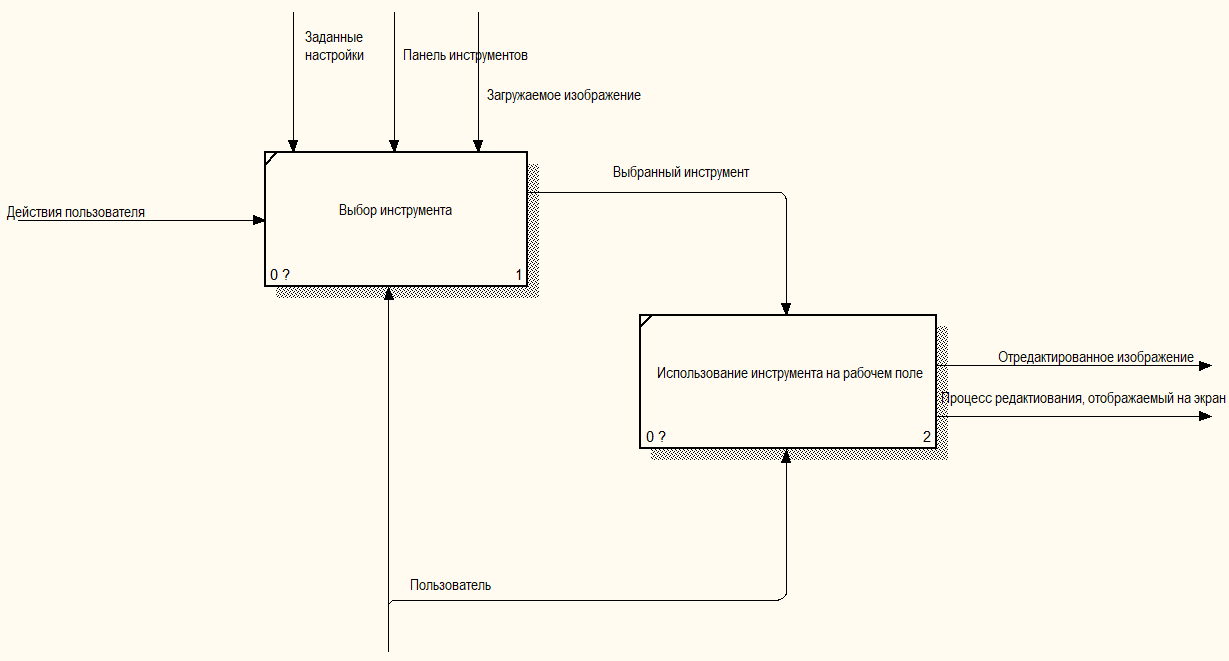 Заданные
настройки
Панель инструментов
Загружаемое изображение
Выбранный инструмент
Действия пользователя
Выбор инструмента
0 ?
1
Отредактированное изображение
Использование инструмента на рабочем поле
Процесс редактиования, отображаемый на экран
0 ?
2
Пользователь